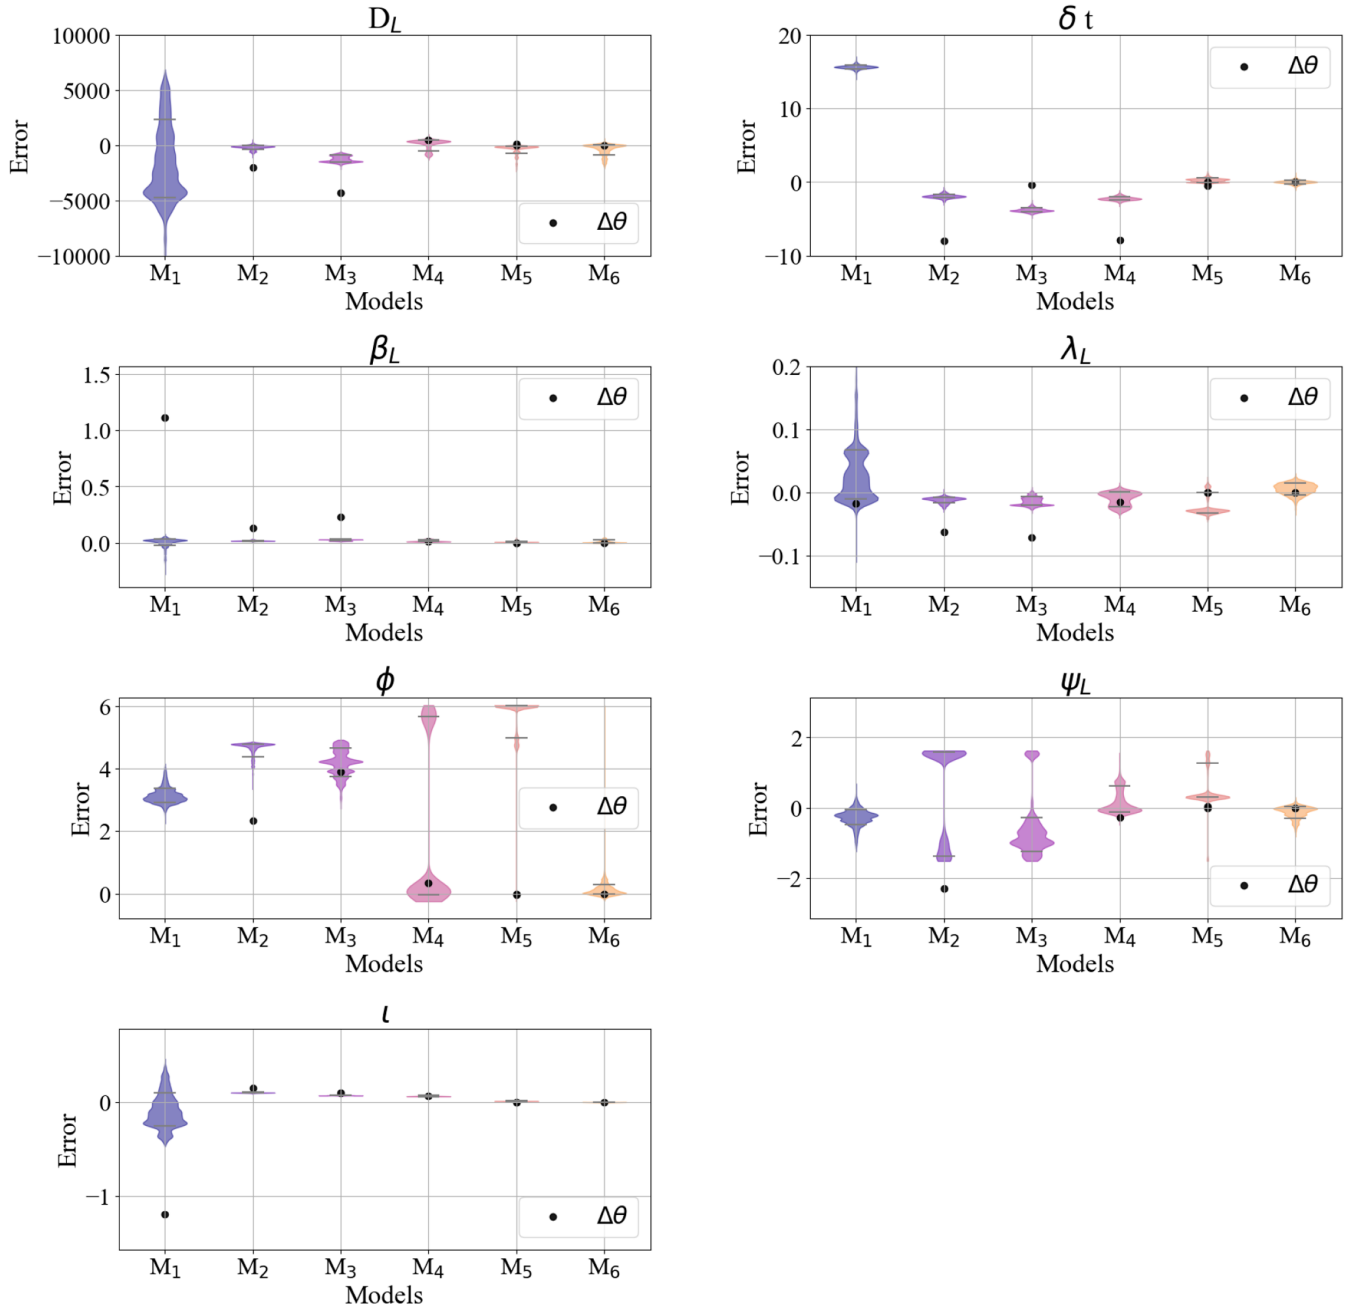 D_L
10000
5000
0
−5000
−10000
Error
Δθ
M₁ M₂ M₃ M₄ M₅ M₆
Models
δ t
20
10
0
−10
Error
Δθ
M₁ M₂ M₃ M₄ M₅ M₆
Models
β_L
1.5
1.0
0.5
0.0
Error
Δθ
M₁ M₂ M₃ M₄ M₅ M₆
Models
λ_L
0.2
0.1
0.0
−0.1
Error
Δθ
M₁ M₂ M₃ M₄ M₅ M₆
Models
ϕ
6
4
2
0
Error
Δθ
M₁ M₂ M₃ M₄ M₅ M₆
Models
ψ_L
2
0
−2
Error
Δθ
M₁ M₂ M₃ M₄ M₅ M₆
Models
ι
0
−1
Error
Δθ
M₁ M₂ M₃ M₄ M₅ M₆
Models